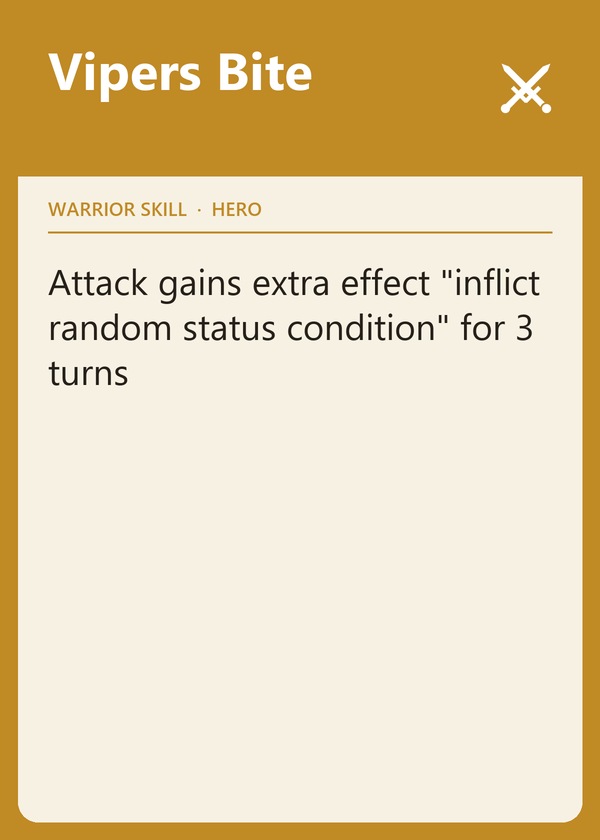 Vipers Bite
WARRIOR SKILL · HERO
Attack gains extra effect "inflict
random status condition" for 3
turns